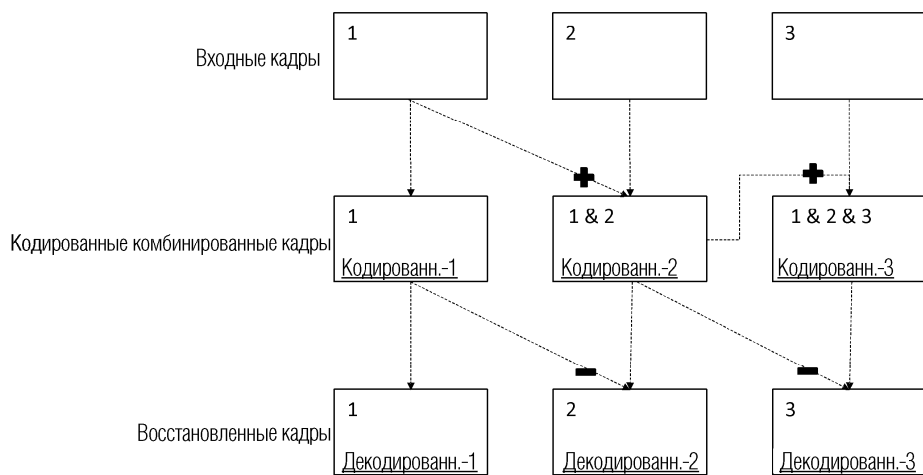 1
2
3
Входные кадры
1
1 & 2
1 & 2 & 3
Кодированные комбинированные кадры
Кодированн.-1
Кодированн.-2
Кодированн.-3
1
2
3
Восстановленные кадры
Декодированн.-1
Декодированн.-2
Декодированн.-3